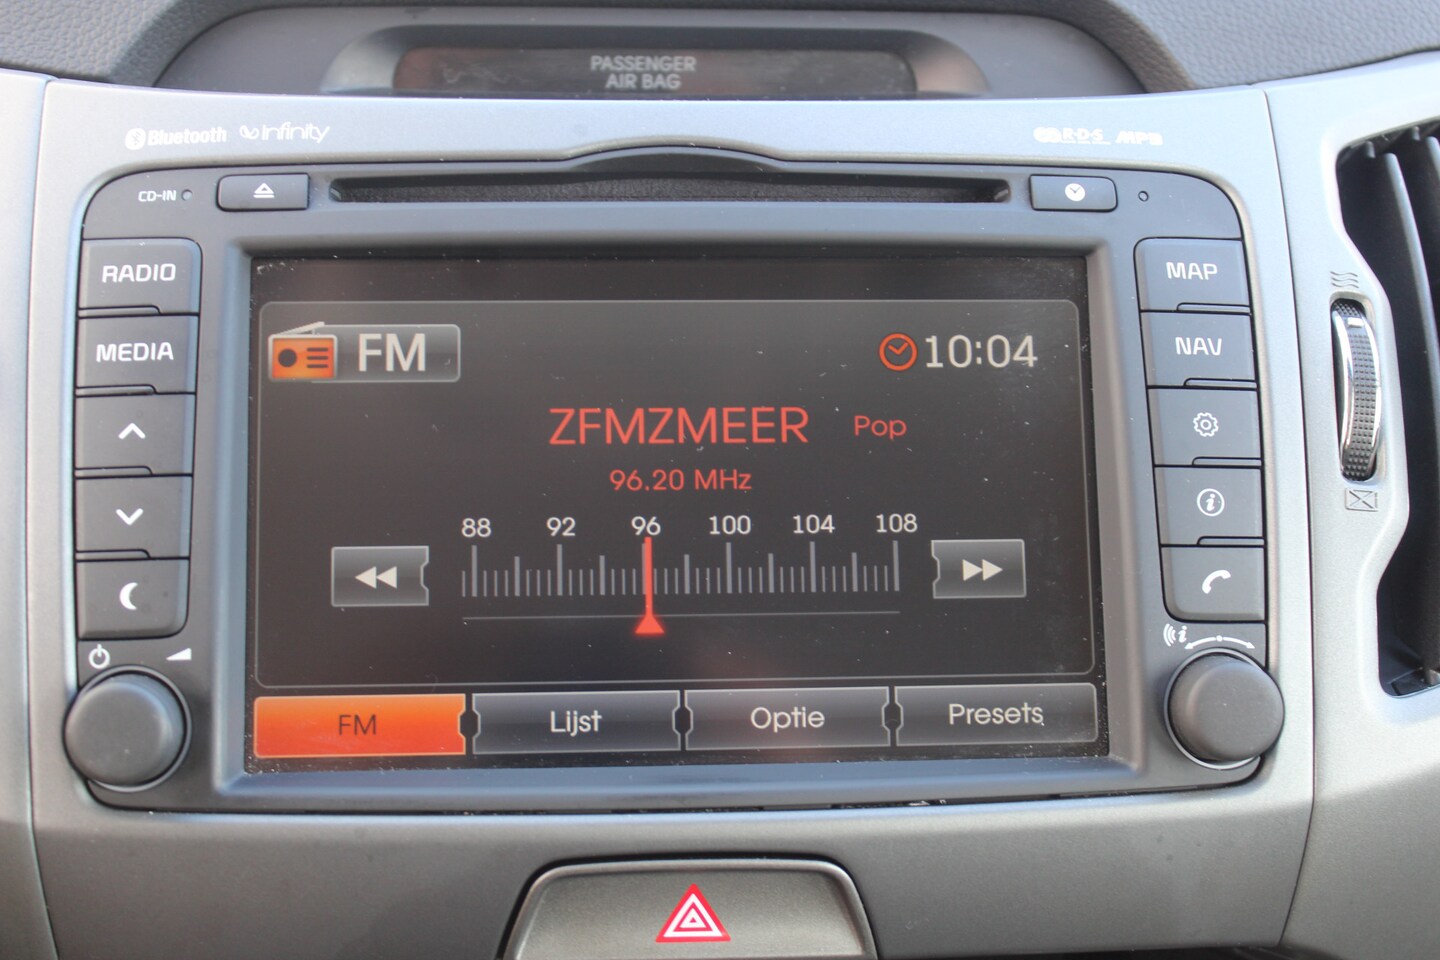 PASSENGER
AIR BAG
Bluetooth infinity
R·D·S MP3
CD-IN
RADIO
MEDIA
MAP
NAV
FM
10:04
ZFMZMEER Pop
96.20 MHz
88 92 96 100 104 108
FM Lijst Optie Presets